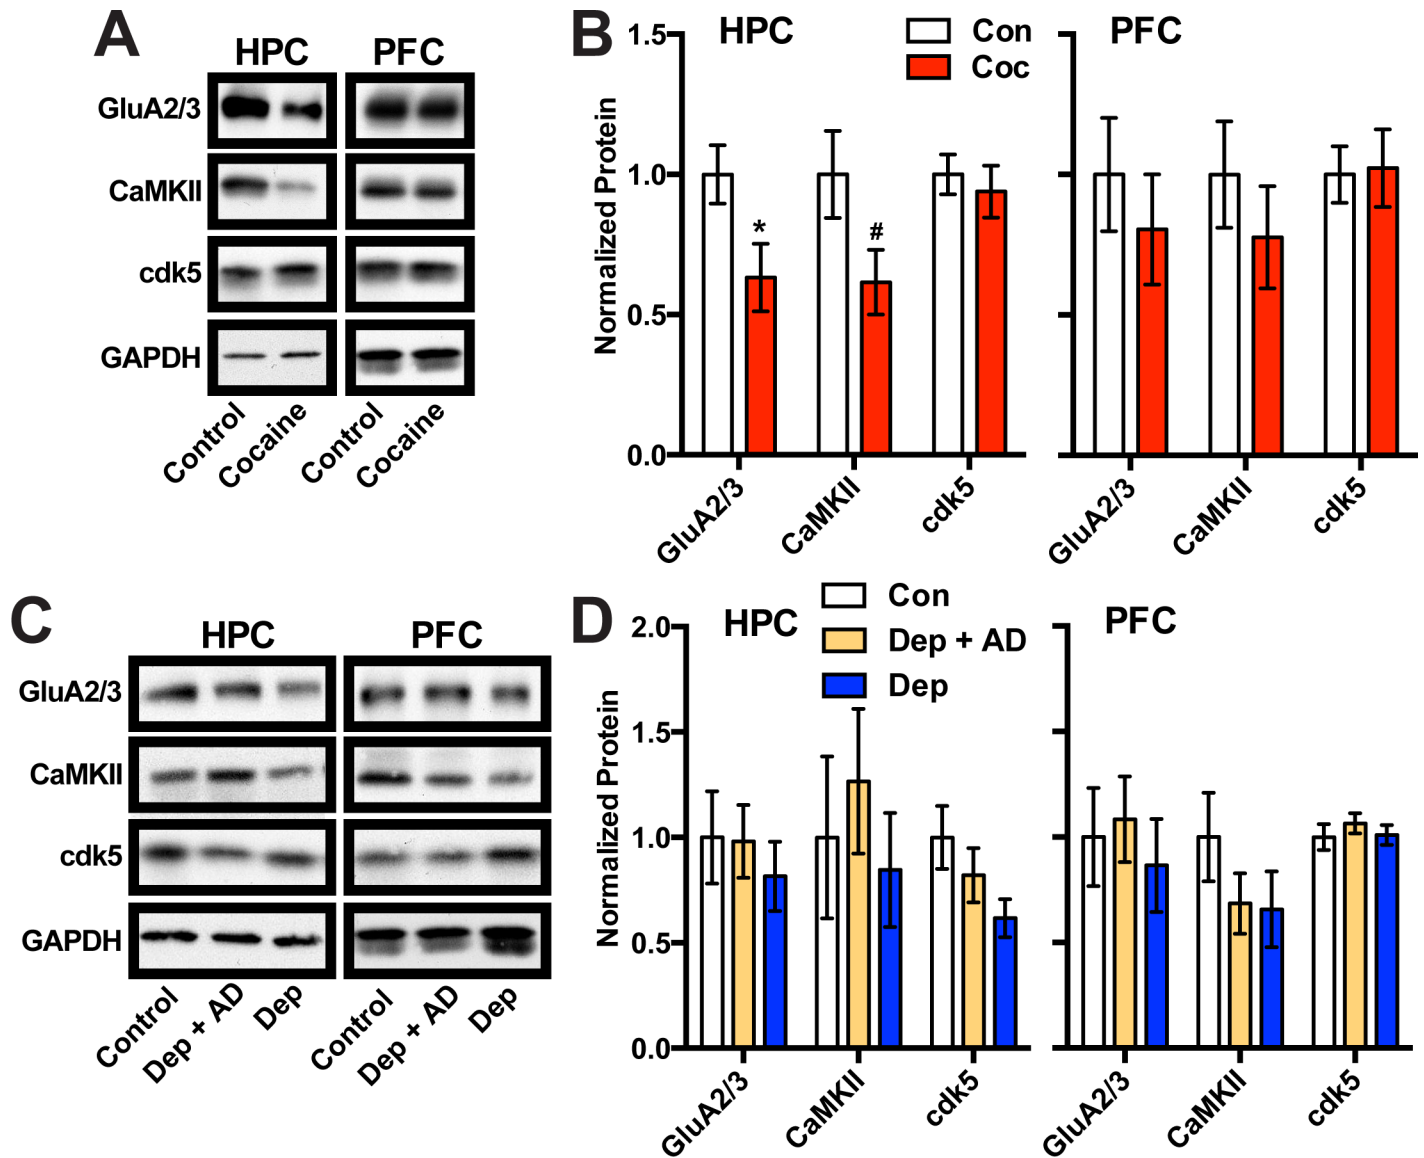 A
HPC PFC
GluA2/3
CaMKII
cdk5
GAPDH
Control Cocaine Control Cocaine
B
HPC
Con
Coc
PFC
Normalized Protein
1.5
1.0
0.5
0.0
*
#
GluA2/3 CaMKII cdk5 GluA2/3 CaMKII cdk5
C
HPC PFC
GluA2/3
CaMKII
cdk5
GAPDH
Control Dep + AD Dep Control Dep + AD Dep
D
HPC
Con
Dep + AD
Dep
PFC
Normalized Protein
2.0
1.5
1.0
0.5
0.0
GluA2/3 CaMKII cdk5 GluA2/3 CaMKII cdk5